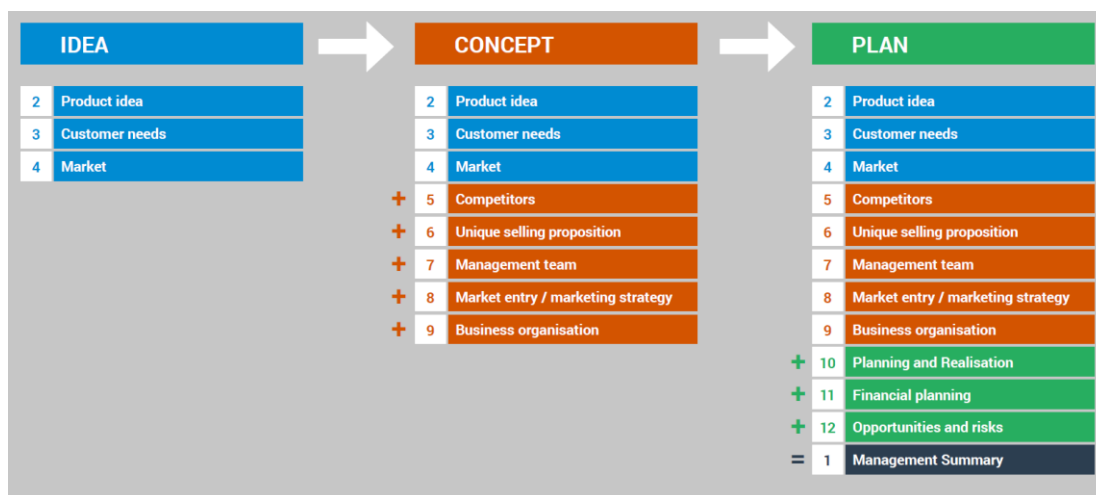 IDEA
2 Product idea
3 Customer needs
4 Market
CONCEPT
2 Product idea
3 Customer needs
4 Market
+ 5 Competitors
+ 6 Unique selling proposition
+ 7 Management team
+ 8 Market entry / marketing strategy
+ 9 Business organisation
PLAN
2 Product idea
3 Customer needs
4 Market
5 Competitors
6 Unique selling proposition
7 Management team
8 Market entry / marketing strategy
9 Business organisation
+ 10 Planning and Realisation
+ 11 Financial planning
+ 12 Opportunities and risks
= 1 Management Summary